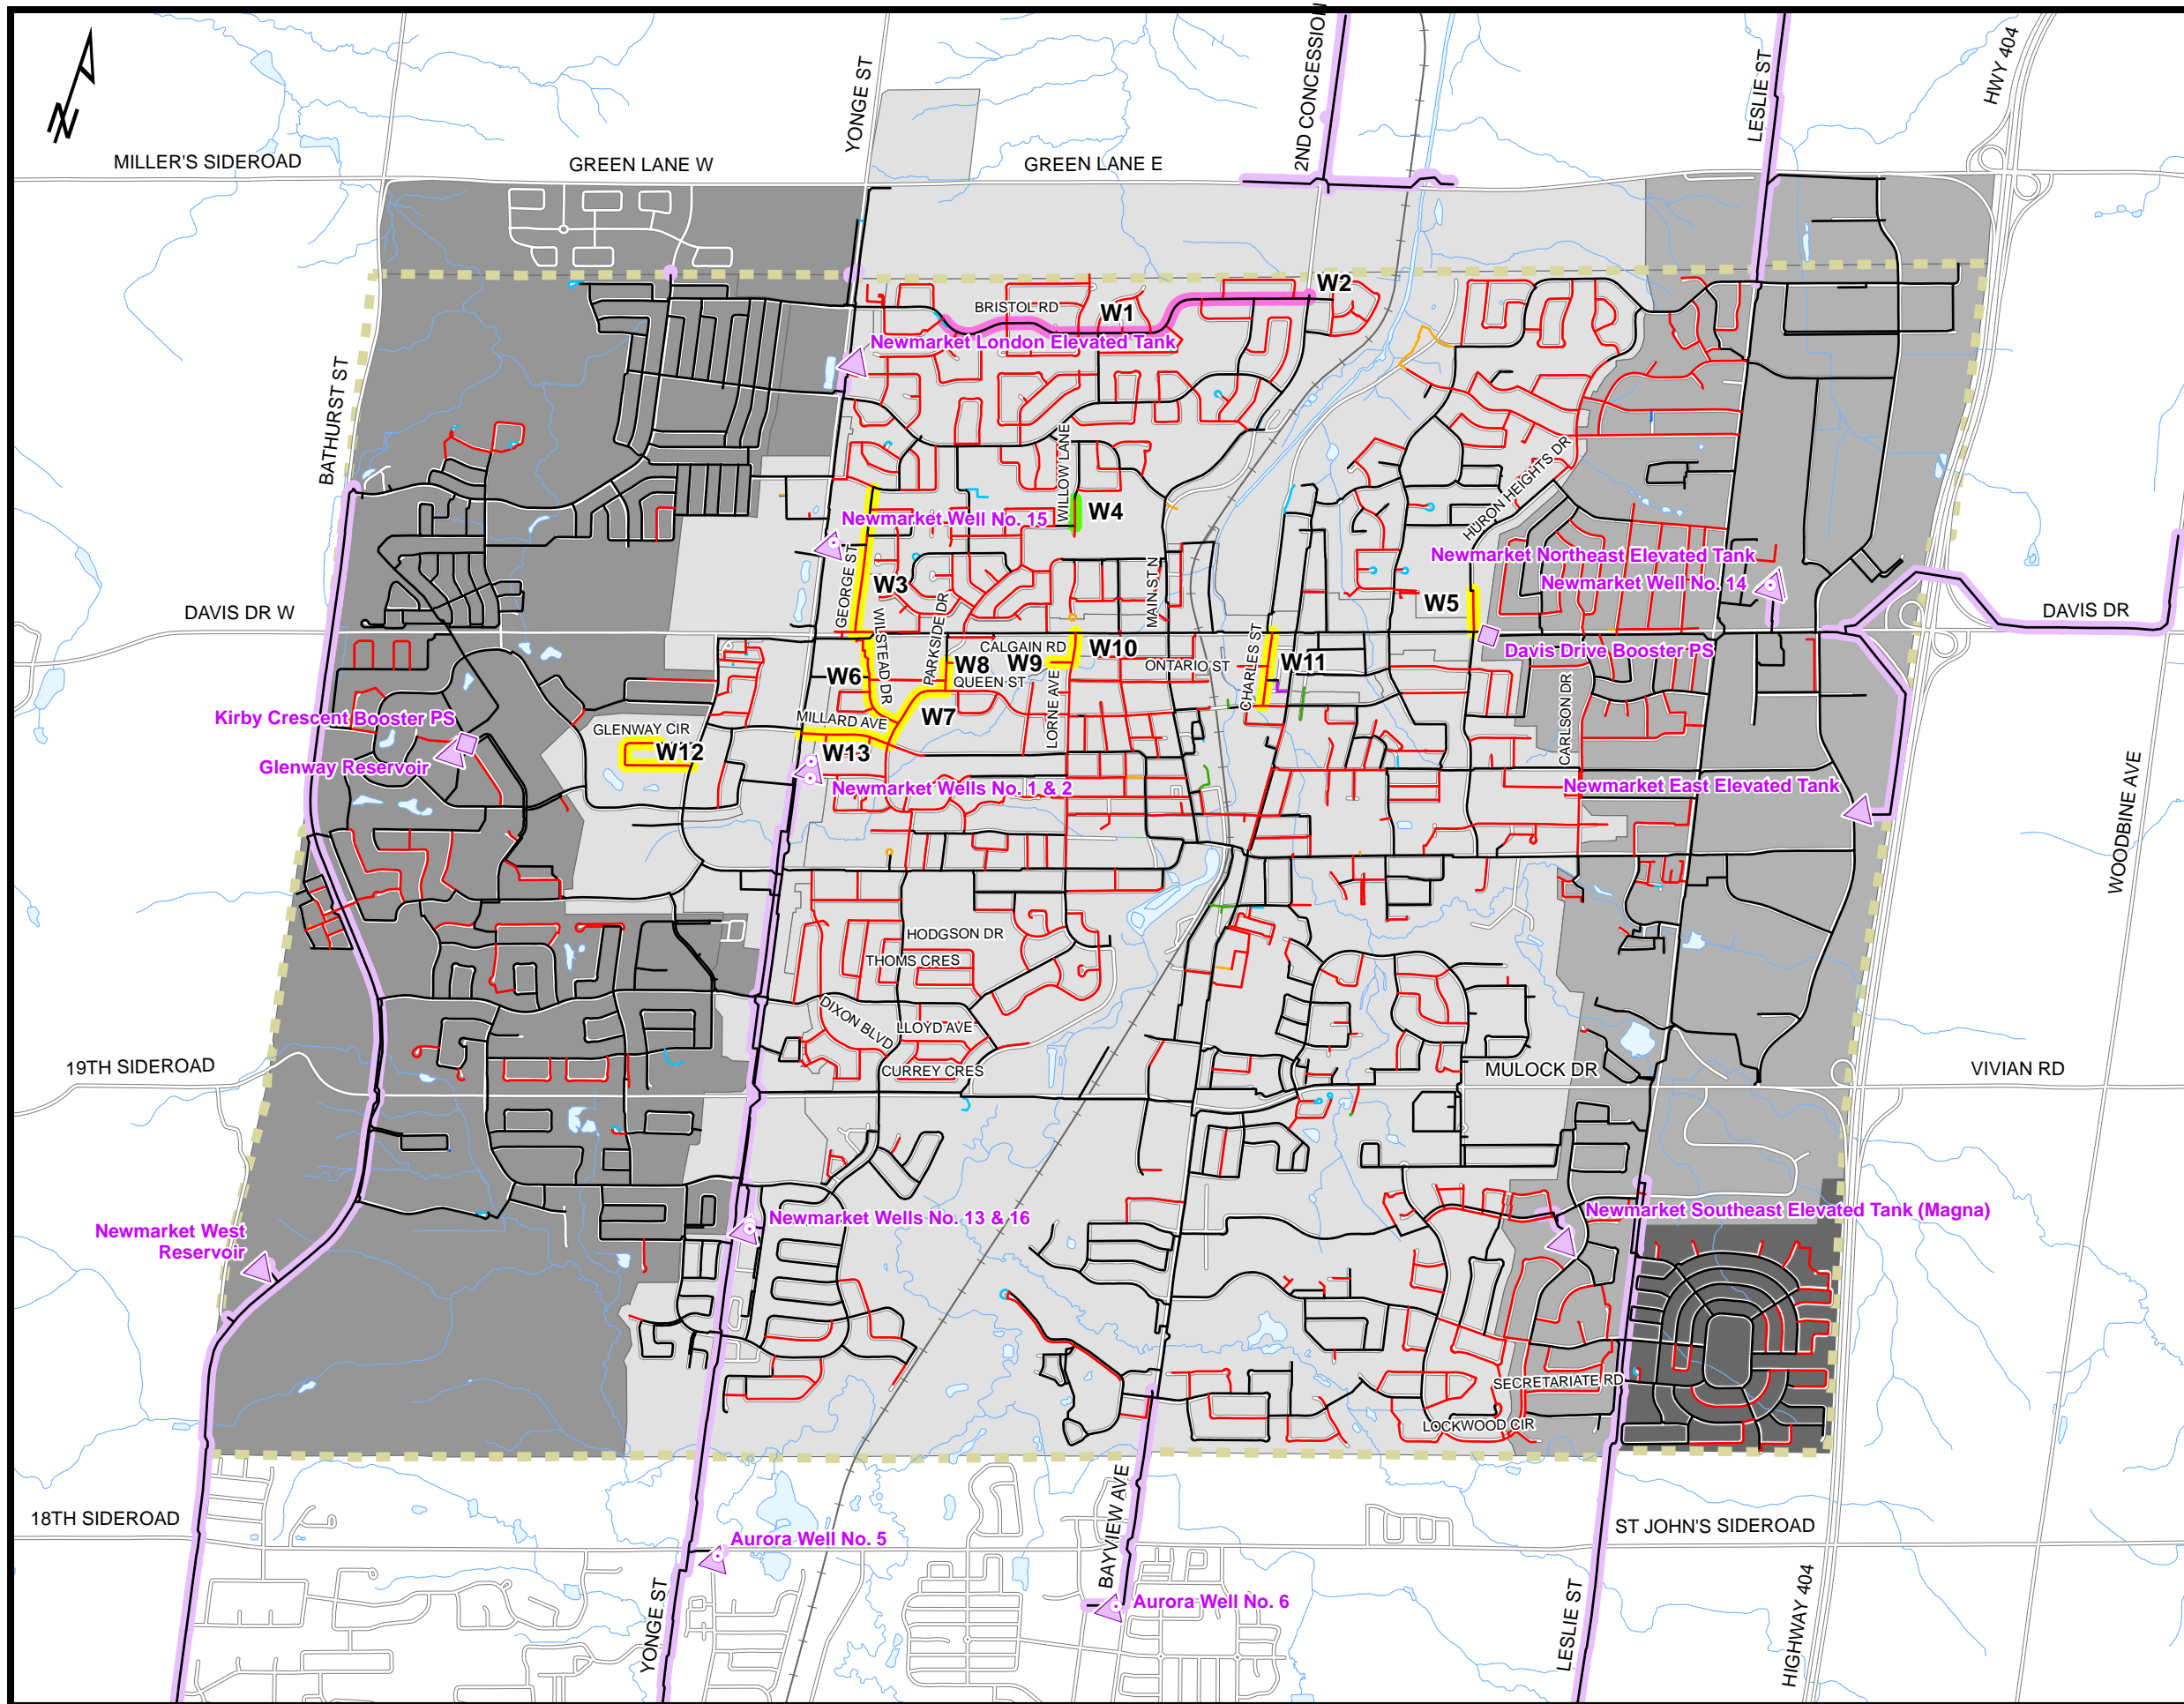 N
MILLER'S SIDEROAD
GREEN LANE W
YONGE ST
GREEN LANE E
2ND CONCESSION
LESLIE ST
HWY 404
BATHURST ST
BRISTOL RD
W1
W2
Newmarket London Elevated Tank
WILLOW LANE
W4
Newmarket Well No. 15
GEORGE ST
W3
WILSTEAD DR
PARKSIDE DR
MAIN ST N
HURON HEIGHTS DR
Newmarket Northeast Elevated Tank
Newmarket Well No. 14
W5
DAVIS DR W
DAVIS DR
Davis Drive Booster PS
CALGAIN RD
W10
W8
W9
QUEEN ST
ONTARIO ST
CHARLES ST
W11
W6
LORNE AVE
CARLSON DR
W7
MILLARD AVE
W13
Kirby Crescent Booster PS
Glenway Reservoir
GLENWAY CIR
W12
Newmarket Wells No. 1 & 2
Newmarket East Elevated Tank
WOODBINE AVE
HODGSON DR
THOMS CRES
DIXON BLVD
LLOYD AVE
CURREY CRES
19TH SIDEROAD
MULOCK DR
VIVIAN RD
Newmarket West
Reservoir
Newmarket Wells No. 13 & 16
Newmarket Southeast Elevated Tank (Magna)
SECRETARIATE RD
LOCKWOOD CIR
18TH SIDEROAD
ST JOHN'S SIDEROAD
Aurora Well No. 5
BAYVIEW AVE
Aurora Well No. 6
YONGE ST
LESLIE ST
HIGHWAY 404